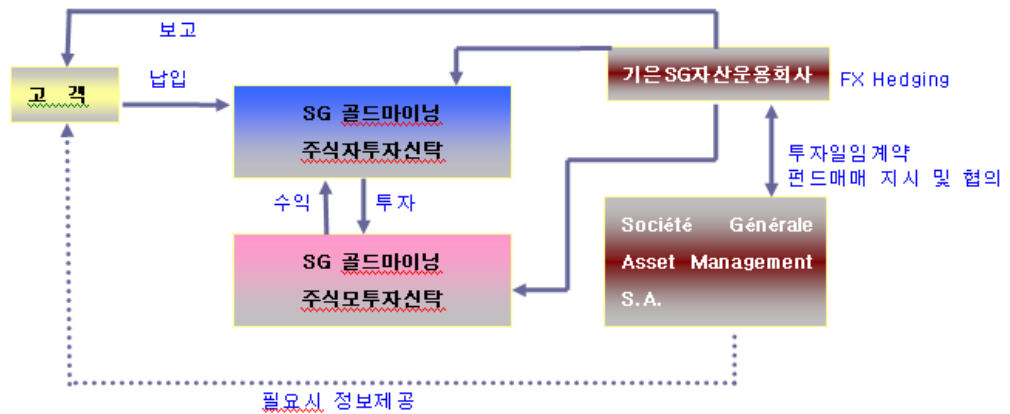 보고
기은SG자산운용회사
FX Hedging
고 객
납입
SG 골드마이닝
주식자투자신탁
투자일임계약
펀드매매 지시 및 협의
수익
투자
SG 골드마이닝
주식모투자신탁
Société Générale
Asset Management
S.A.
필요시 정보제공